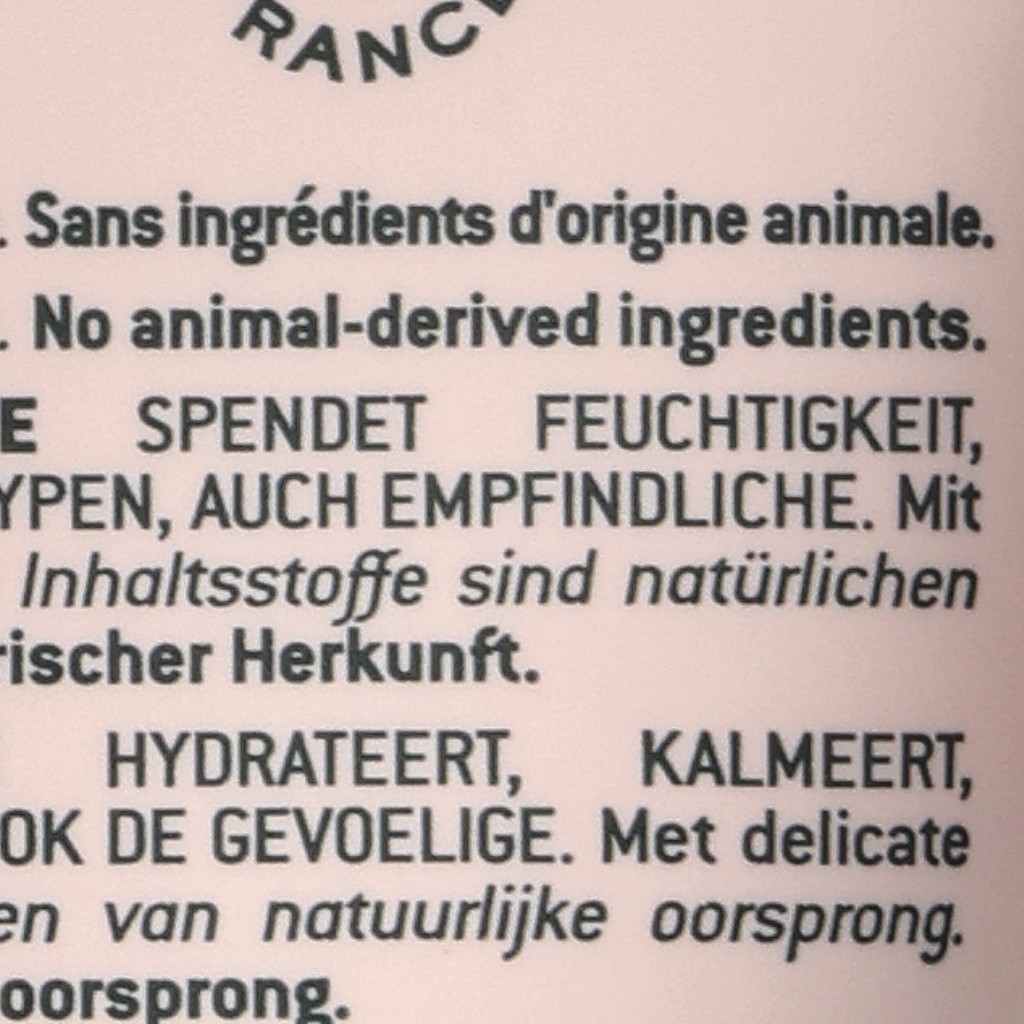 RANCE
. Sans ingrédients d'origine animale.
. No animal-derived ingredients.
E SPENDET FEUCHTIGKEIT,
YPEN, AUCH EMPFINDLICHE. Mit
Inhaltsstoffe sind natürlichen
rischer Herkunft.
HYDRATEERT, KALMEERT,
OK DE GEVOELIGE. Met delicate
en van natuurlijke oorsprong.
oorsprong.